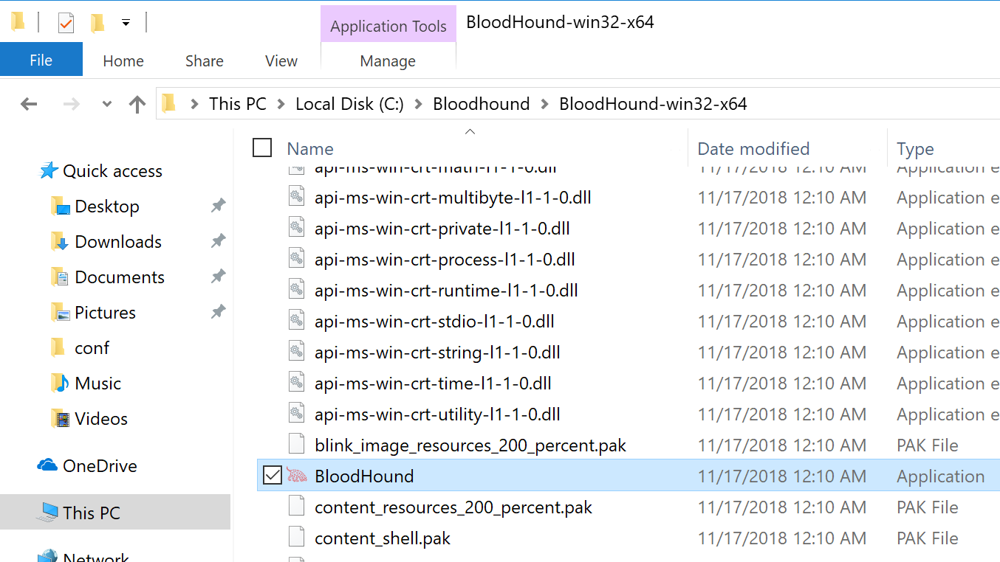 Application Tools BloodHound-win32-x64
File Home Share View Manage
This PC Local Disk (C:) Bloodhound BloodHound-win32-x64
Name Date modified Type
Quick access
Desktop
Downloads
Documents
Pictures
conf
Music
Videos
OneDrive
This PC
Network
api-ms-win-crt-math-l1-1-0.dll 11/17/2018 12:10 AM Application e
api-ms-win-crt-multibyte-l1-1-0.dll 11/17/2018 12:10 AM Application e
api-ms-win-crt-private-l1-1-0.dll 11/17/2018 12:10 AM Application e
api-ms-win-crt-process-l1-1-0.dll 11/17/2018 12:10 AM Application e
api-ms-win-crt-runtime-l1-1-0.dll 11/17/2018 12:10 AM Application e
api-ms-win-crt-stdio-l1-1-0.dll 11/17/2018 12:10 AM Application e
api-ms-win-crt-string-l1-1-0.dll 11/17/2018 12:10 AM Application e
api-ms-win-crt-time-l1-1-0.dll 11/17/2018 12:10 AM Application e
api-ms-win-crt-utility-l1-1-0.dll 11/17/2018 12:10 AM Application e
blink_image_resources_200_percent.pak 11/17/2018 12:10 AM PAK File
BloodHound 11/17/2018 12:10 AM Application
content_resources_200_percent.pak 11/17/2018 12:10 AM PAK File
content_shell.pak 11/17/2018 12:10 AM PAK File